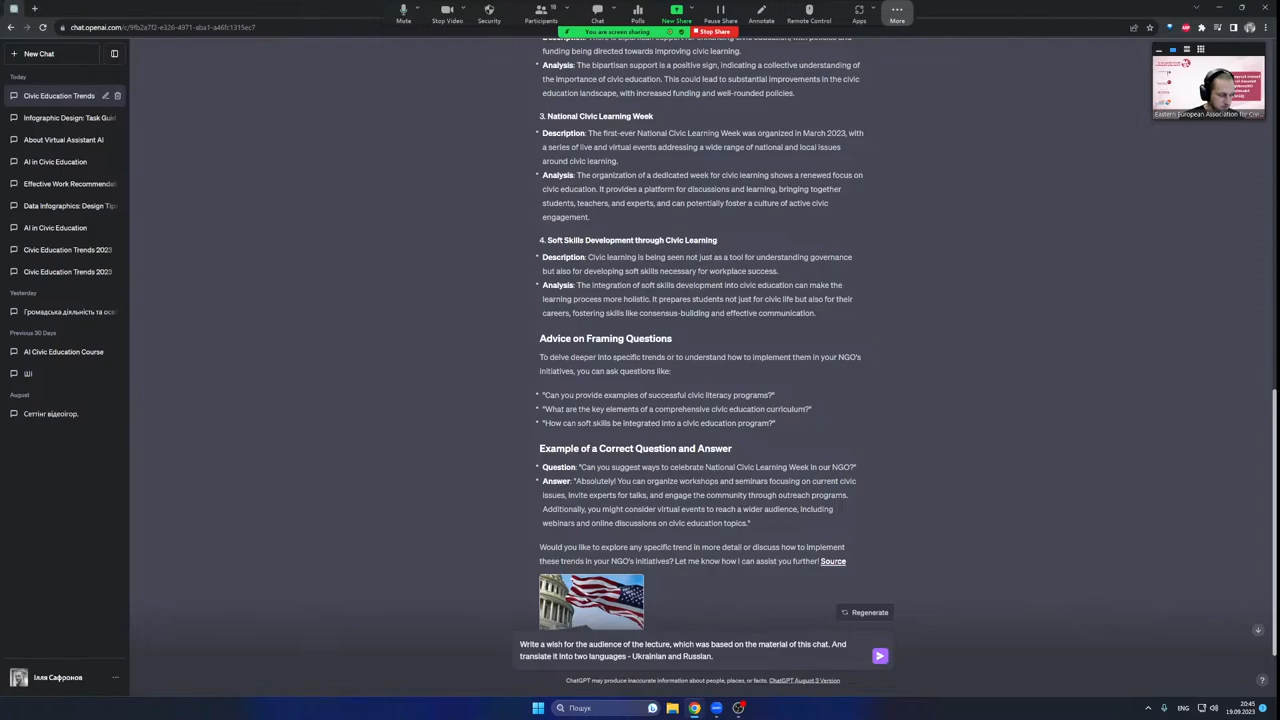 Mute
Stop Video
Security
Participants
Chat
Polls
New Share
Pause Share
Annotate
Remote Control
Apps
More
chat.openai.com/c/9fb2a7f2-e326-4971-sba1-a46fc1315ec7
You are screen sharing
Stop Share
funding being directed towards improving civic learning.
Analysis: The bipartisan support is a positive sign, indicating a collective understanding of
the importance of civic education. This could lead to substantial improvements in the civic
education landscape, with increased funding and well-rounded policies.
3. National Civic Learning Week
Description: The first-ever National Civic Learning Week was organized in March 2023, with
a series of live and virtual events addressing a wide range of national and local issues
around civic learning.
Analysis: The organization of a dedicated week for civic learning shows a renewed focus on
civic education. It provides a platform for discussions and learning, bringing together
students, teachers, and experts, and can potentially foster a culture of active civic
engagement.
4. Soft Skills Development through Civic Learning
Description: Civic learning is being seen not just as a tool for understanding governance
but also for developing soft skills necessary for workplace success.
Analysis: The integration of soft skills development into civic education can make the
learning process more holistic. It prepares students not just for civic life but also for their
careers, fostering skills like consensus-building and effective communication.
Advice on Framing Questions
To delve deeper into specific trends or to understand how to implement them in your NGO's
initiatives, you can ask questions like:
"Can you provide examples of successful civic literacy programs?"
"What are the key elements of a comprehensive civic education curriculum?"
"How can soft skills be integrated into a civic education program?"
Example of a Correct Question and Answer
Question: "Can you suggest ways to celebrate National Civic Learning Week in our NGO?"
Answer: "Absolutely! You can organize workshops and seminars focusing on current civic
issues, invite experts for talks, and engage the community through outreach programs.
Additionally, you might consider virtual events to reach a wider audience, including
webinars and online discussions on civic education topics."
Would you like to explore any specific trend in more detail or discuss how to implement
these trends in your NGO's initiatives? Let me know how I can assist you further! Source
Regenerate
Write a wish for the audience of the lecture, which was based on the material of this chat. And
translate it into two languages - Ukrainian and Russian.
ChatGPT may produce inaccurate information about people, places, or facts. ChatGPT August 3 Version
Today
Civic Education Trends
Infographic Design: Task Guid
About Chatbot Assistant AI
AI in Civic Education
Effective Work Recommendat
Data Infographics: Design Tip
AI in Civic Education
Civic Education Trends 2023
Civic Education Trends 2023
Yesterday
Громадська діяльність та осв
Previous 30 Days
AI Civic Education Course
ШІ
August
Сеттінг відеоігор.
Ілля Сафронов
Eastern European Association for Civi...
Пошук
ENG
20:45
19.09.2023